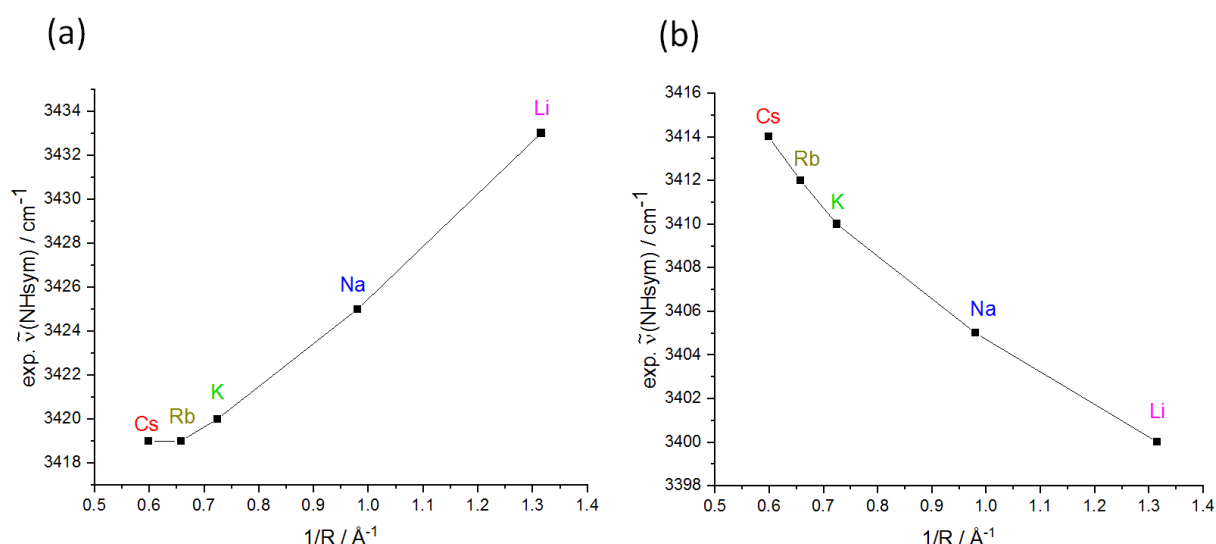 (a)
exp. ṽ(NHsym) / cm⁻¹
3434
3432
3430
3428
3426
3424
3422
3420
3418
Cs
Rb
K
Na
Li
0.5 0.6 0.7 0.8 0.9 1.0 1.1 1.2 1.3 1.4
1/R / Å⁻¹
(b)
exp. ṽ(NHsym) / cm⁻¹
3416
3414
3412
3410
3408
3406
3404
3402
3400
3398
Cs
Rb
K
Na
Li
0.5 0.6 0.7 0.8 0.9 1.0 1.1 1.2 1.3 1.4
1/R / Å⁻¹